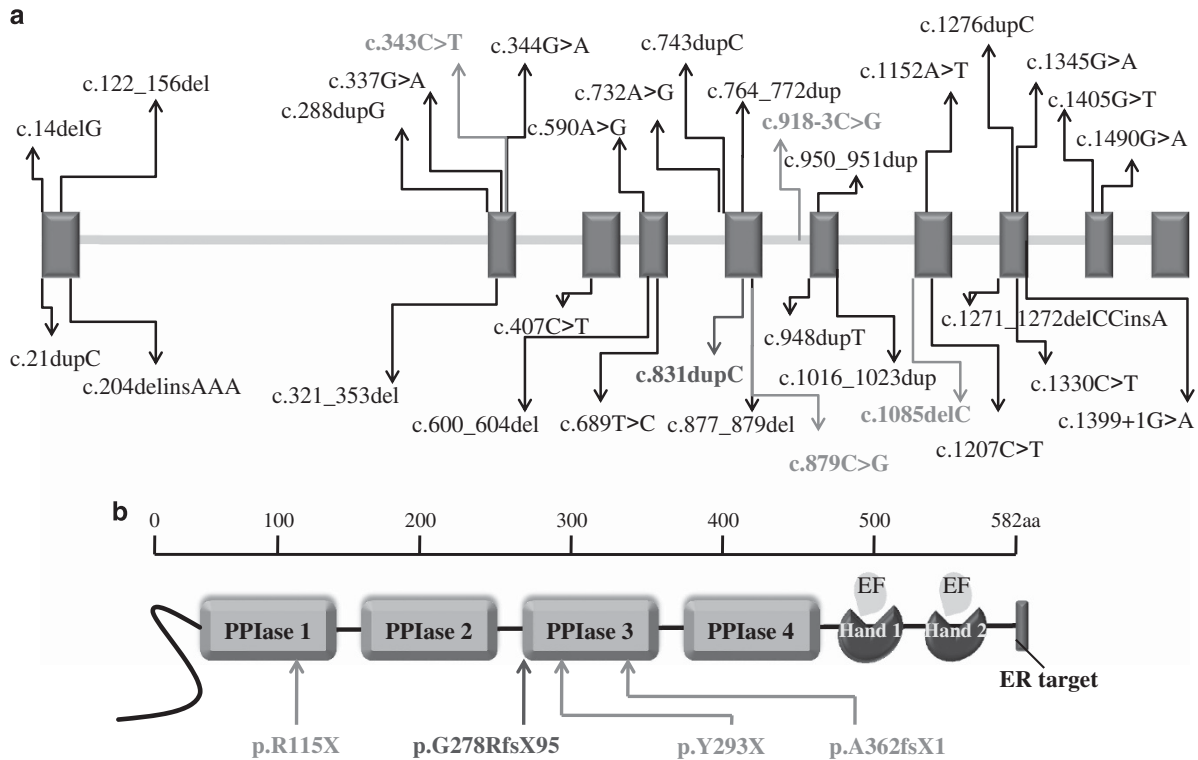 a
c.1276dupC
c.343C>T
c.344G>A
c.743dupC
c.1345G>A
c.122_156del
c.337G>A
c.732A>G
c.764_772dup
c.1152A>T
c.1405G>T
c.288dupG
c.14delG
c.590A>G
c.918-3C>G
c.1490G>A
c.950_951dup
c.407C>T
c.948dupT
c.1271_1272delCCinsA
c.21dupC
c.204delinsAAA
c.321_353del
c.831dupC
c.1016_1023dup
c.1330C>T
c.600_604del
c.689T>C
c.877_879del
c.1085delC
c.1399+1G>A
c.879C>G
c.1207C>T
b
0 100 200 300 400 500 582aa
EF EF
PPIase 1 PPIase 2 PPIase 3 PPIase 4 Hand 1 Hand 2
ER target
p.R115X p.G278RfsX95 p.Y293X p.A362fsX1